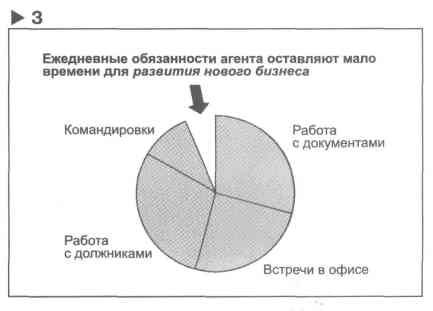 ▶ 3
Ежедневные обязанности агента оставляют мало
времени для развития нового бизнеса
Командировки
Работа
с документами
Работа
с должниками
Встречи в офисе